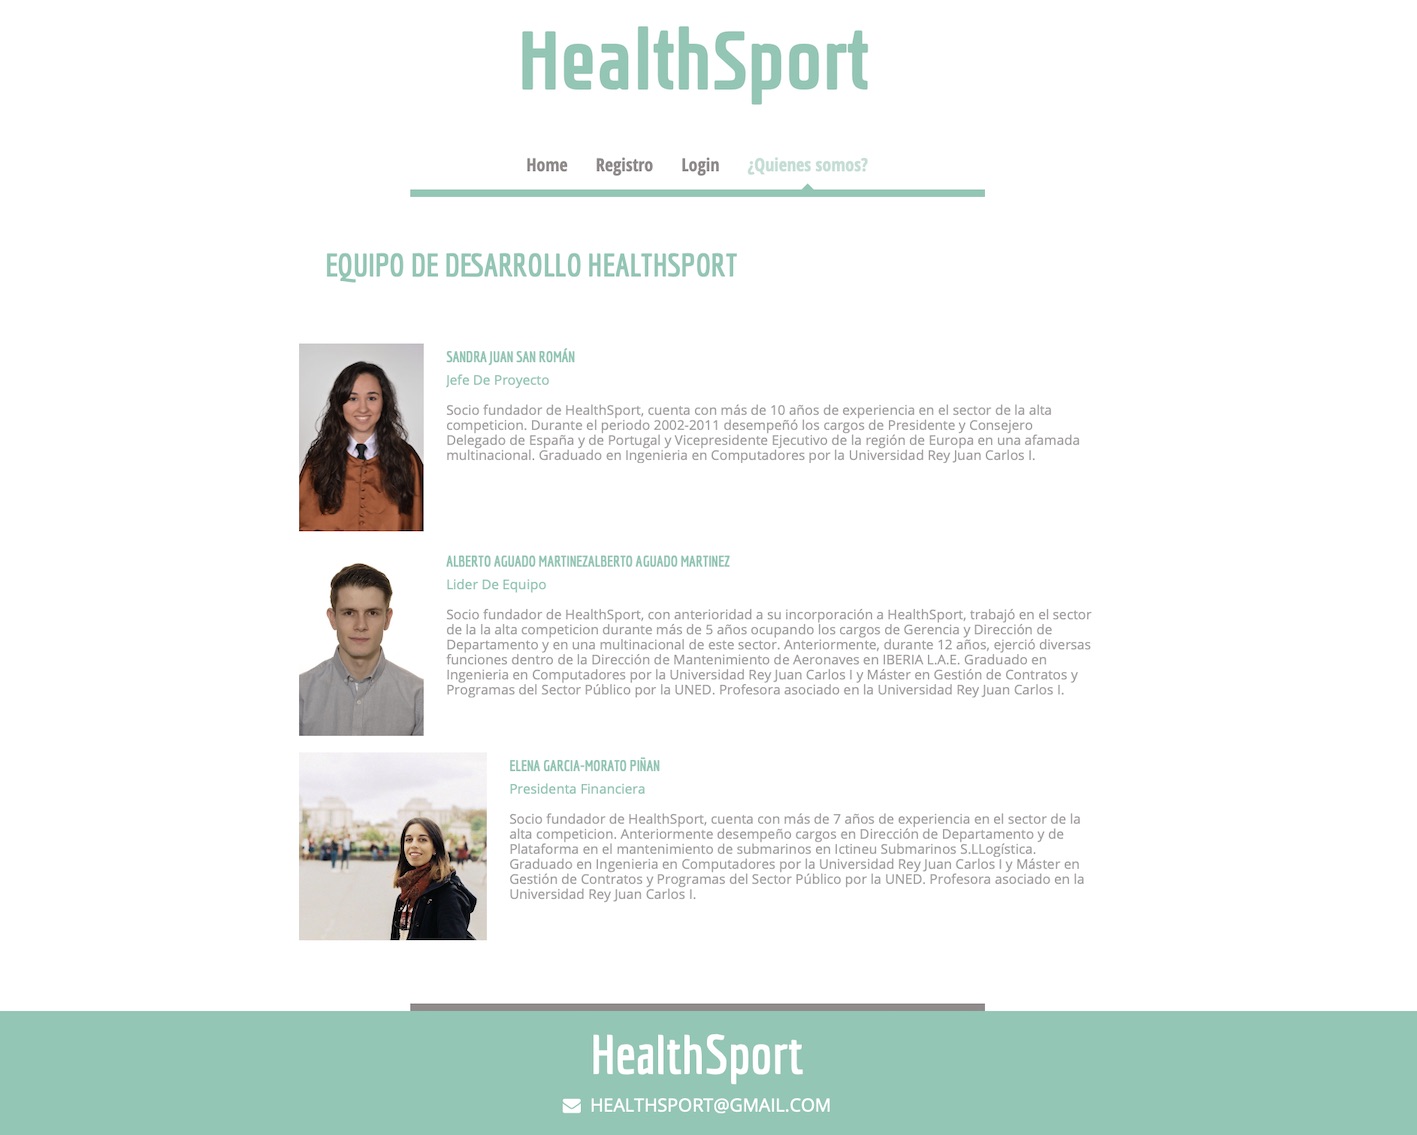 HealthSport
Home Registro Login ¿Quienes somos?
EQUIPO DE DESARROLLO HEALTHSPORT
SANDRA JUAN SAN ROMÁN
Jefe De Proyecto
Socio fundador de HealthSport, cuenta con más de 10 años de experiencia en el sector de la alta
competicion. Durante el periodo 2002-2011 desempeñó los cargos de Presidente y Consejero
Delegado de España y de Portugal y Vicepresidente Ejecutivo de la región de Europa en una afamada
multinacional. Graduado en Ingenieria en Computadores por la Universidad Rey Juan Carlos I.
ALBERTO AGUADO MARTINEZALBERTO AGUADO MARTINEZ
Lider De Equipo
Socio fundador de HealthSport, con anterioridad a su incorporación a HealthSport, trabajó en el sector
de la la alta competicion durante más de 5 años ocupando los cargos de Gerencia y Dirección de
Departamento y en una multinacional de este sector. Anteriormente, durante 12 años, ejerció diversas
funciones dentro de la Dirección de Mantenimiento de Aeronaves en IBERIA L.A.E. Graduado en
Ingenieria en Computadores por la Universidad Rey Juan Carlos I y Máster en Gestión de Contratos y
Programas del Sector Público por la UNED. Profesora asociado en la Universidad Rey Juan Carlos I.
ELENA GARCIA-MORATO PIÑAN
Presidenta Financiera
Socio fundador de HealthSport, cuenta con más de 7 años de experiencia en el sector de la
alta competicion. Anteriormente desempeño cargos en Dirección de Departamento y de
Plataforma en el mantenimiento de submarinos en Ictineu Submarinos S.LLogística.
Graduado en Ingenieria en Computadores por la Universidad Rey Juan Carlos I y Máster en
Gestión de Contratos y Programas del Sector Público por la UNED. Profesora asociado en la
Universidad Rey Juan Carlos I.
HealthSport
HEALTHSPORT@GMAIL.COM